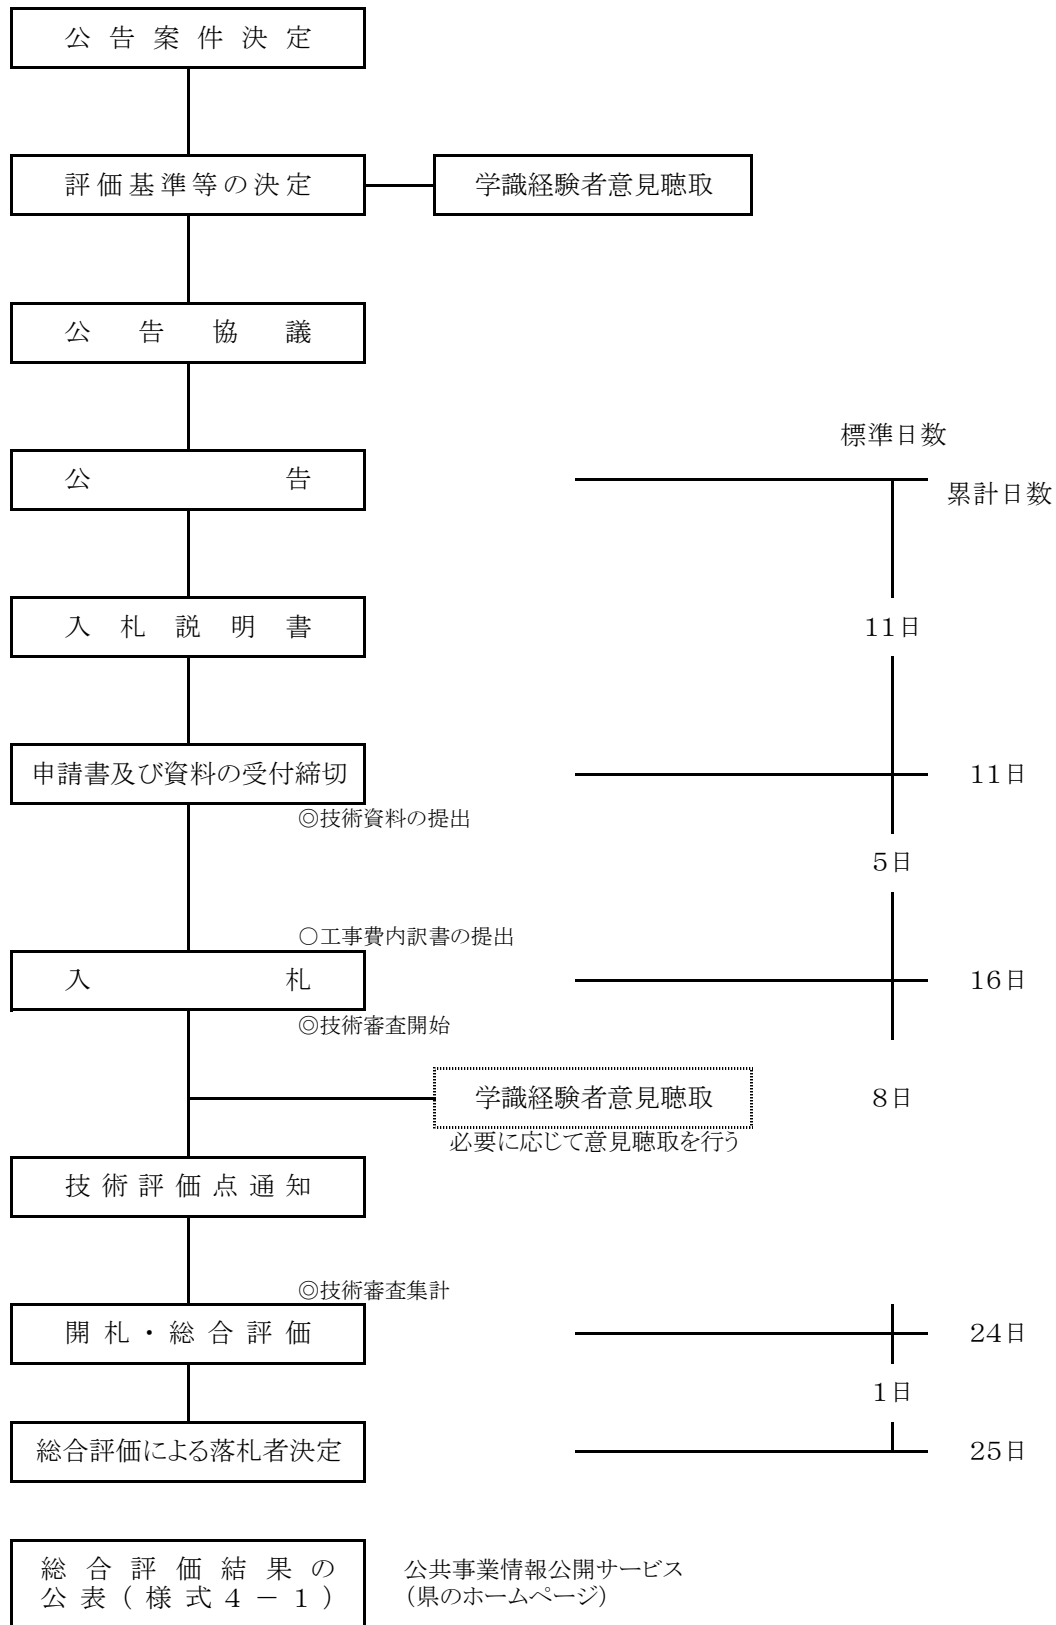 公告案件決定
評価基準等の決定
学識経験者意見聴取
公告協議
標準日数
公告
累計日数
入札説明書
11日
申請書及び資料の受付締切
11日
◎技術資料の提出
5日
○工事費内訳書の提出
入札
16日
◎技術審査開始
学識経験者意見聴取
8日
必要に応じて意見聴取を行う
技術評価点通知
◎技術審査集計
開札・総合評価
24日
1日
総合評価による落札者決定
25日
総合評価結果の
公表(様式4-1)
公共事業情報公開サービス
(県のホームページ)